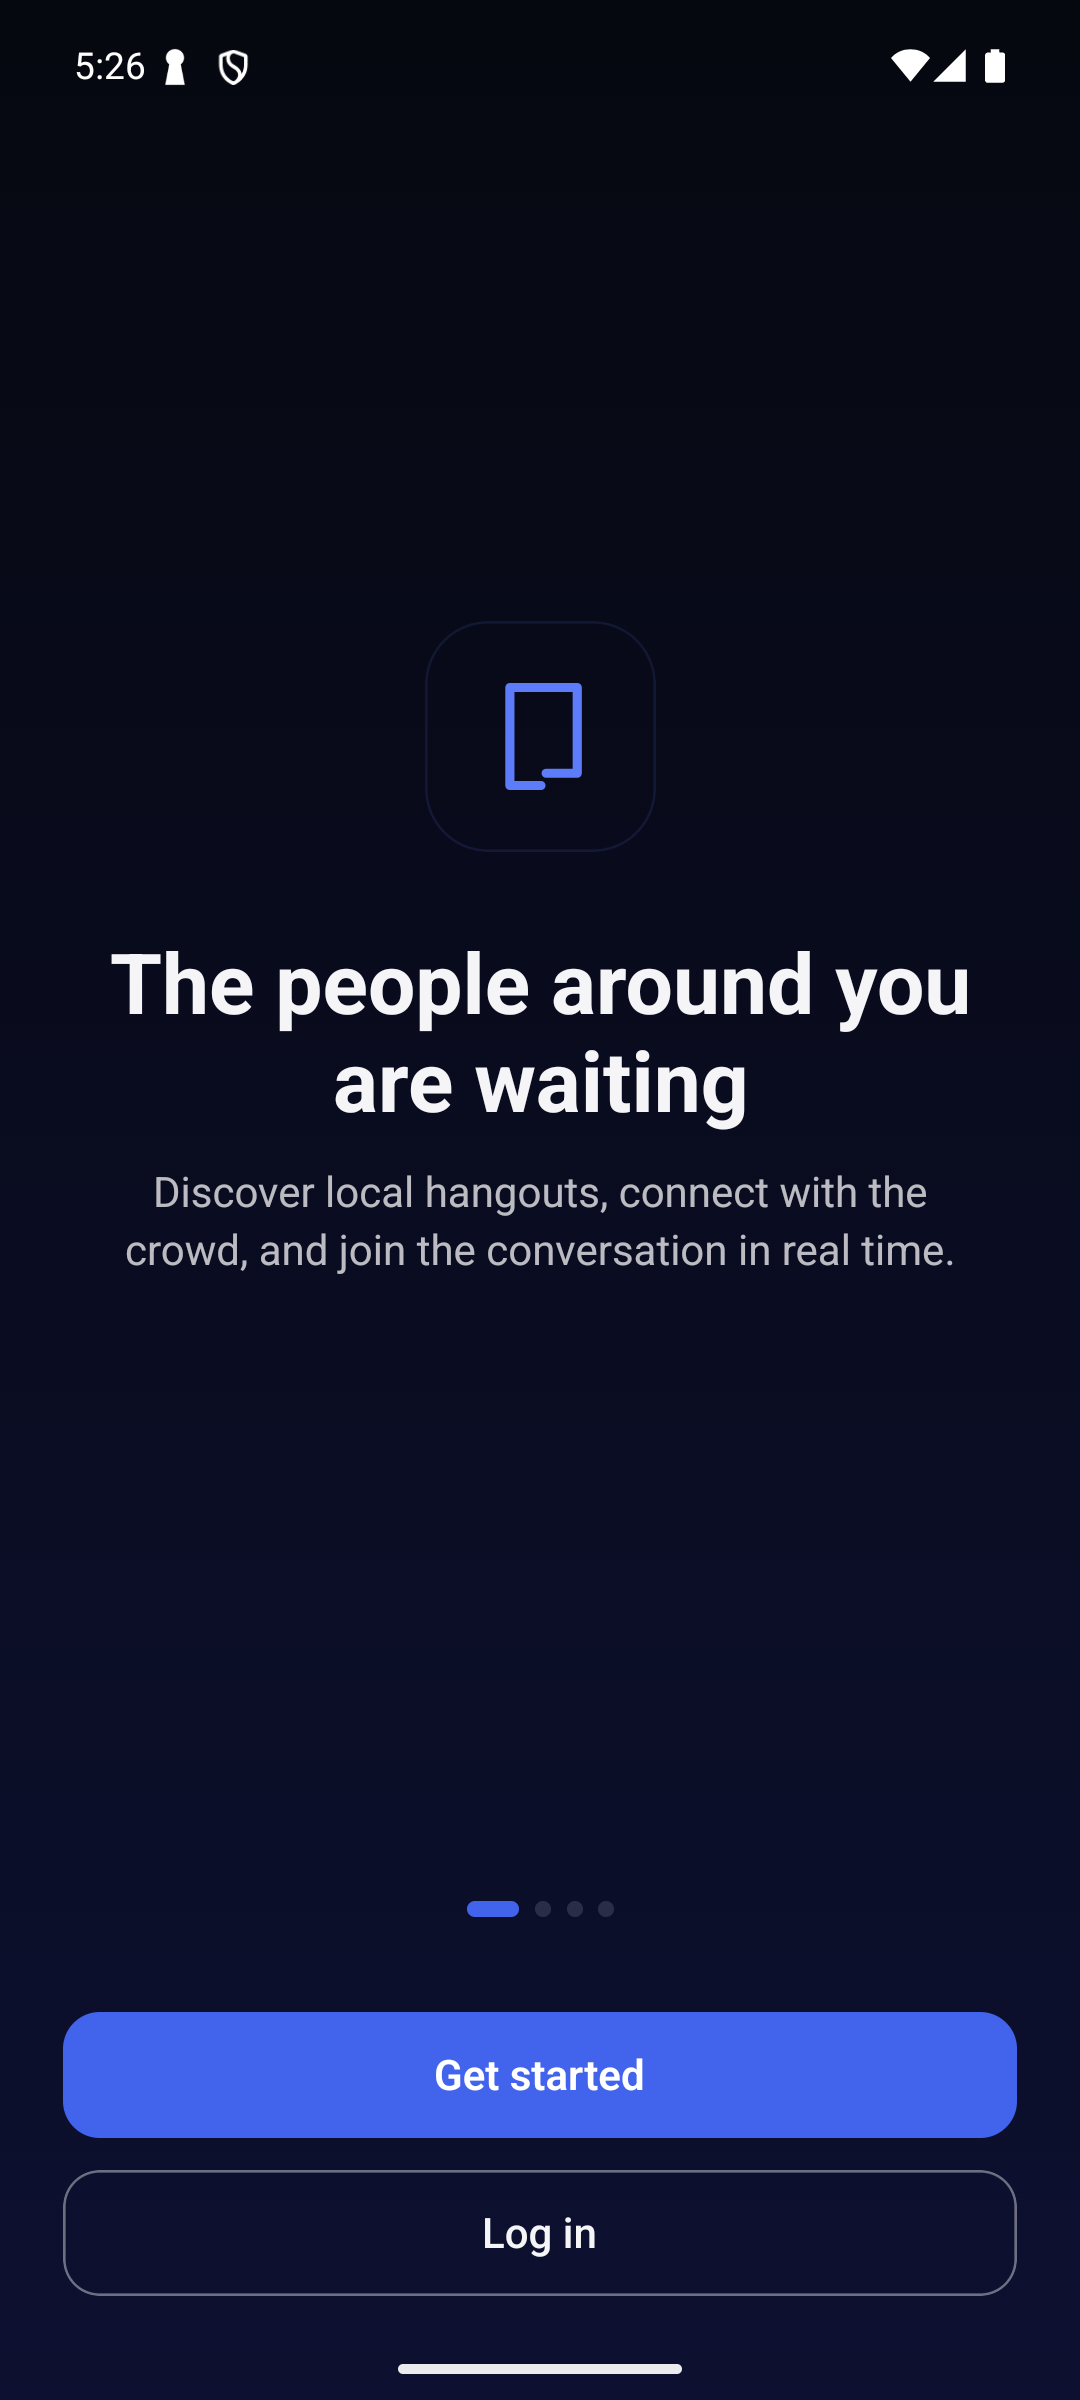 5:26
The people around you
are waiting
Discover local hangouts, connect with the
crowd, and join the conversation in real time.
Get started
Log in